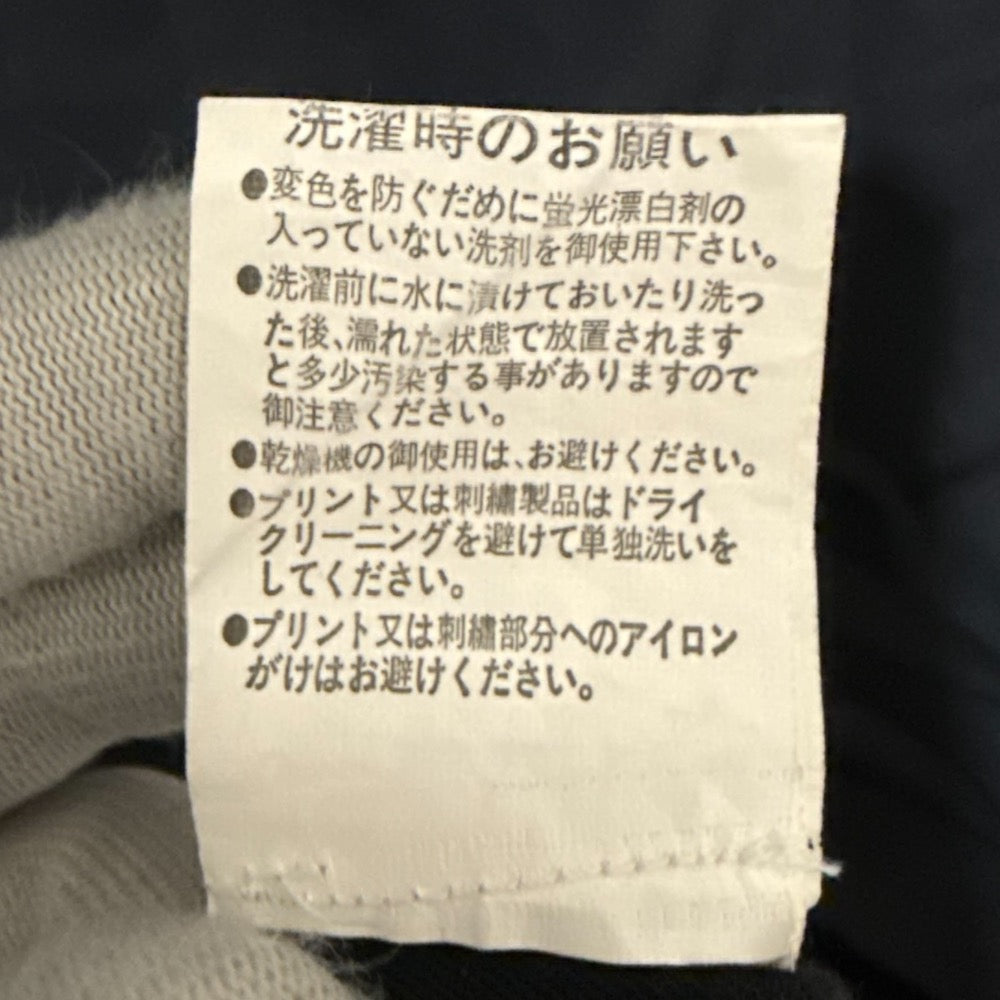 洗濯時のお願い
●変色を防ぐだめに蛍光漂白剤の
入っていない洗剤を御使用下さい。
●洗濯前に水に漬けておいたり洗っ
た後、濡れた状態で放置されます
と多少汚染する事がありますので
御注意ください。
●乾燥機の御使用は、お避けください。
●プリント又は刺繍製品はドライ
クリーニングを避けて単独洗いを
してください。
●プリント又は刺繍部分へのアイロン
がけはお避けください。